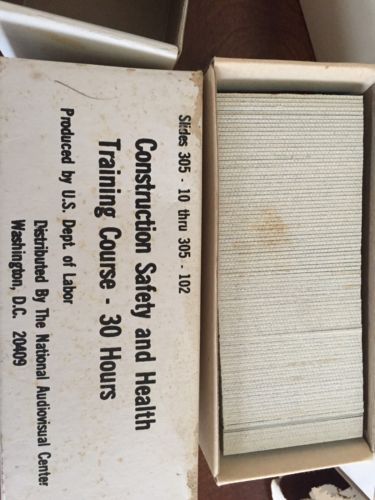 Slides 305 - 10 thru 305 - 102
Construction Safety and Health
Training Course - 30 Hours
Produced by U.S. Dept. of Labor
Distributed By The National Audiovisual Center
Washington, D.C. 20409